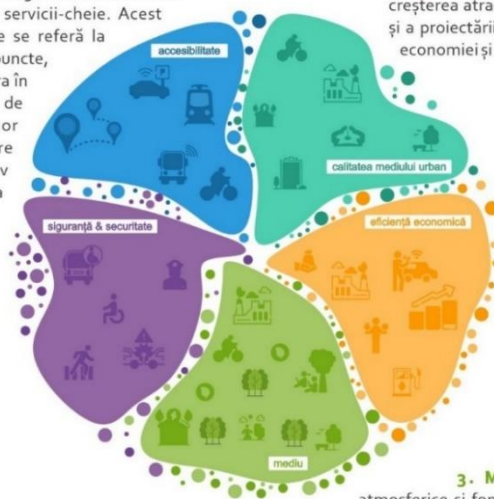 servicii-cheie. Acest
e se referă la
puncte,
ra în
de
or
re
v
a
creșterea atra
și a proiectării
economiei și
accesibilitate
calitatea mediului urban
siguranță & securitate
eficiență economică
mediu
3. M
atmosferice și for